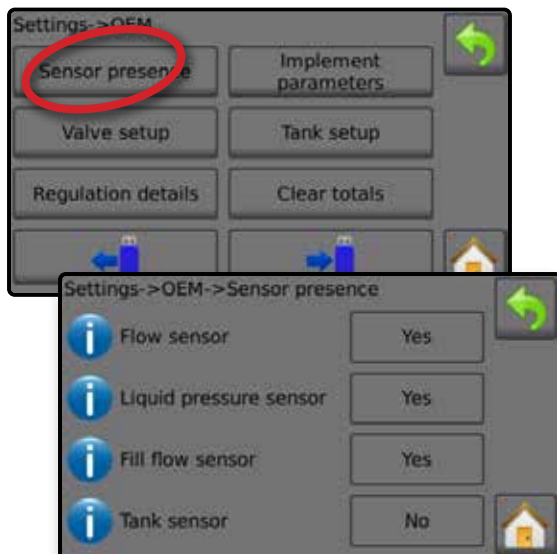 Settings->OEM
Sensor presence
Implement
parameters
Valve setup
Tank setup
Regulation details
Clear totals
Settings->OEM->Sensor presence
Flow sensor
Yes
Liquid pressure sensor
Yes
Fill flow sensor
Yes
Tank sensor
No